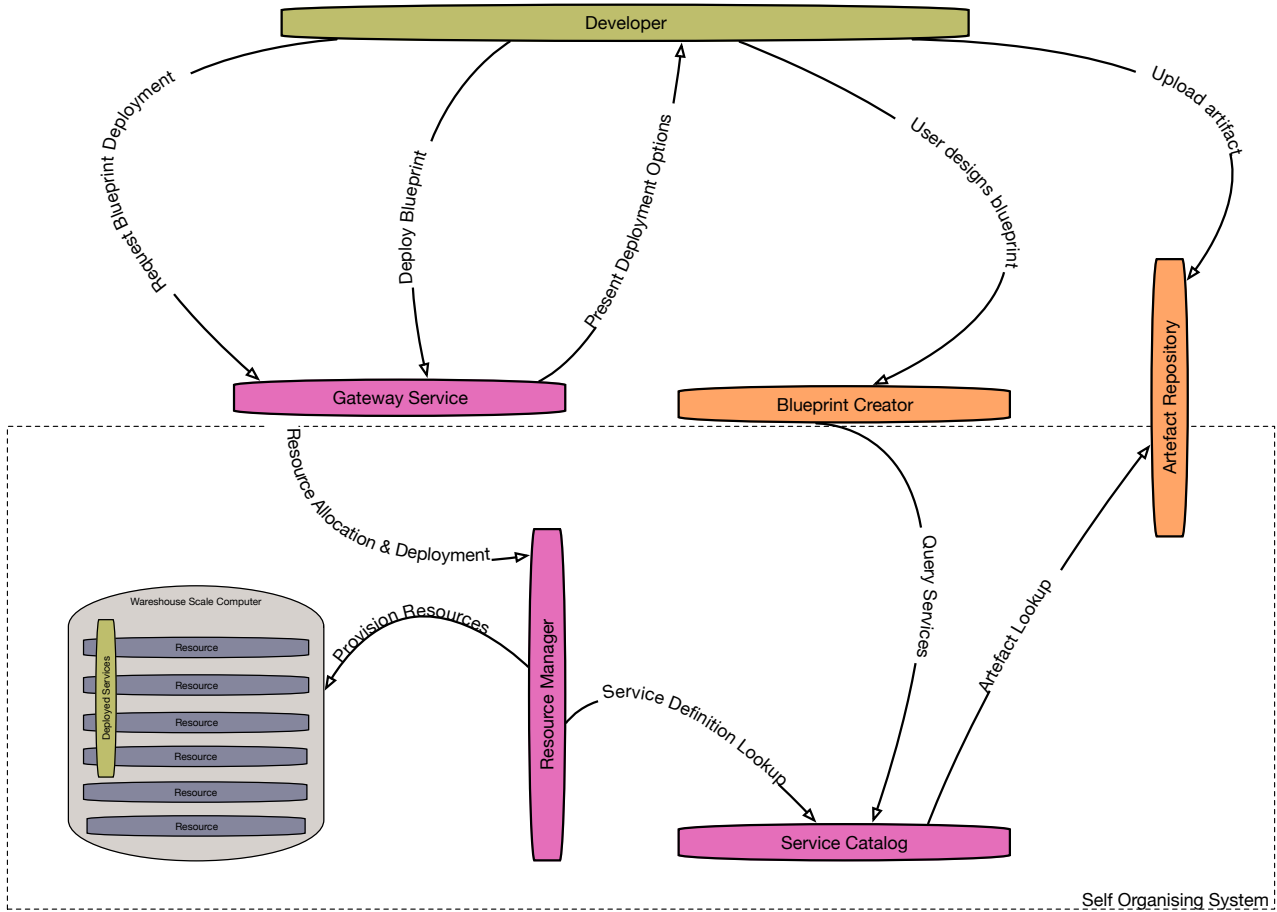 Developer
Request Blueprint Deployment
Deploy Blueprint
Present Deployment Options
User designs blueprint
Upload artifact
Gateway Service
Blueprint Creator
Artefact Repository
Resource Allocation & Deployment
Query Services
Artefact Lookup
Provision Resources
Resource Manager
Service Definition Lookup
Wareshouse Scale Computer
Deployed Services
Resource
Resource
Resource
Resource
Resource
Resource
Service Catalog
Self Organising System